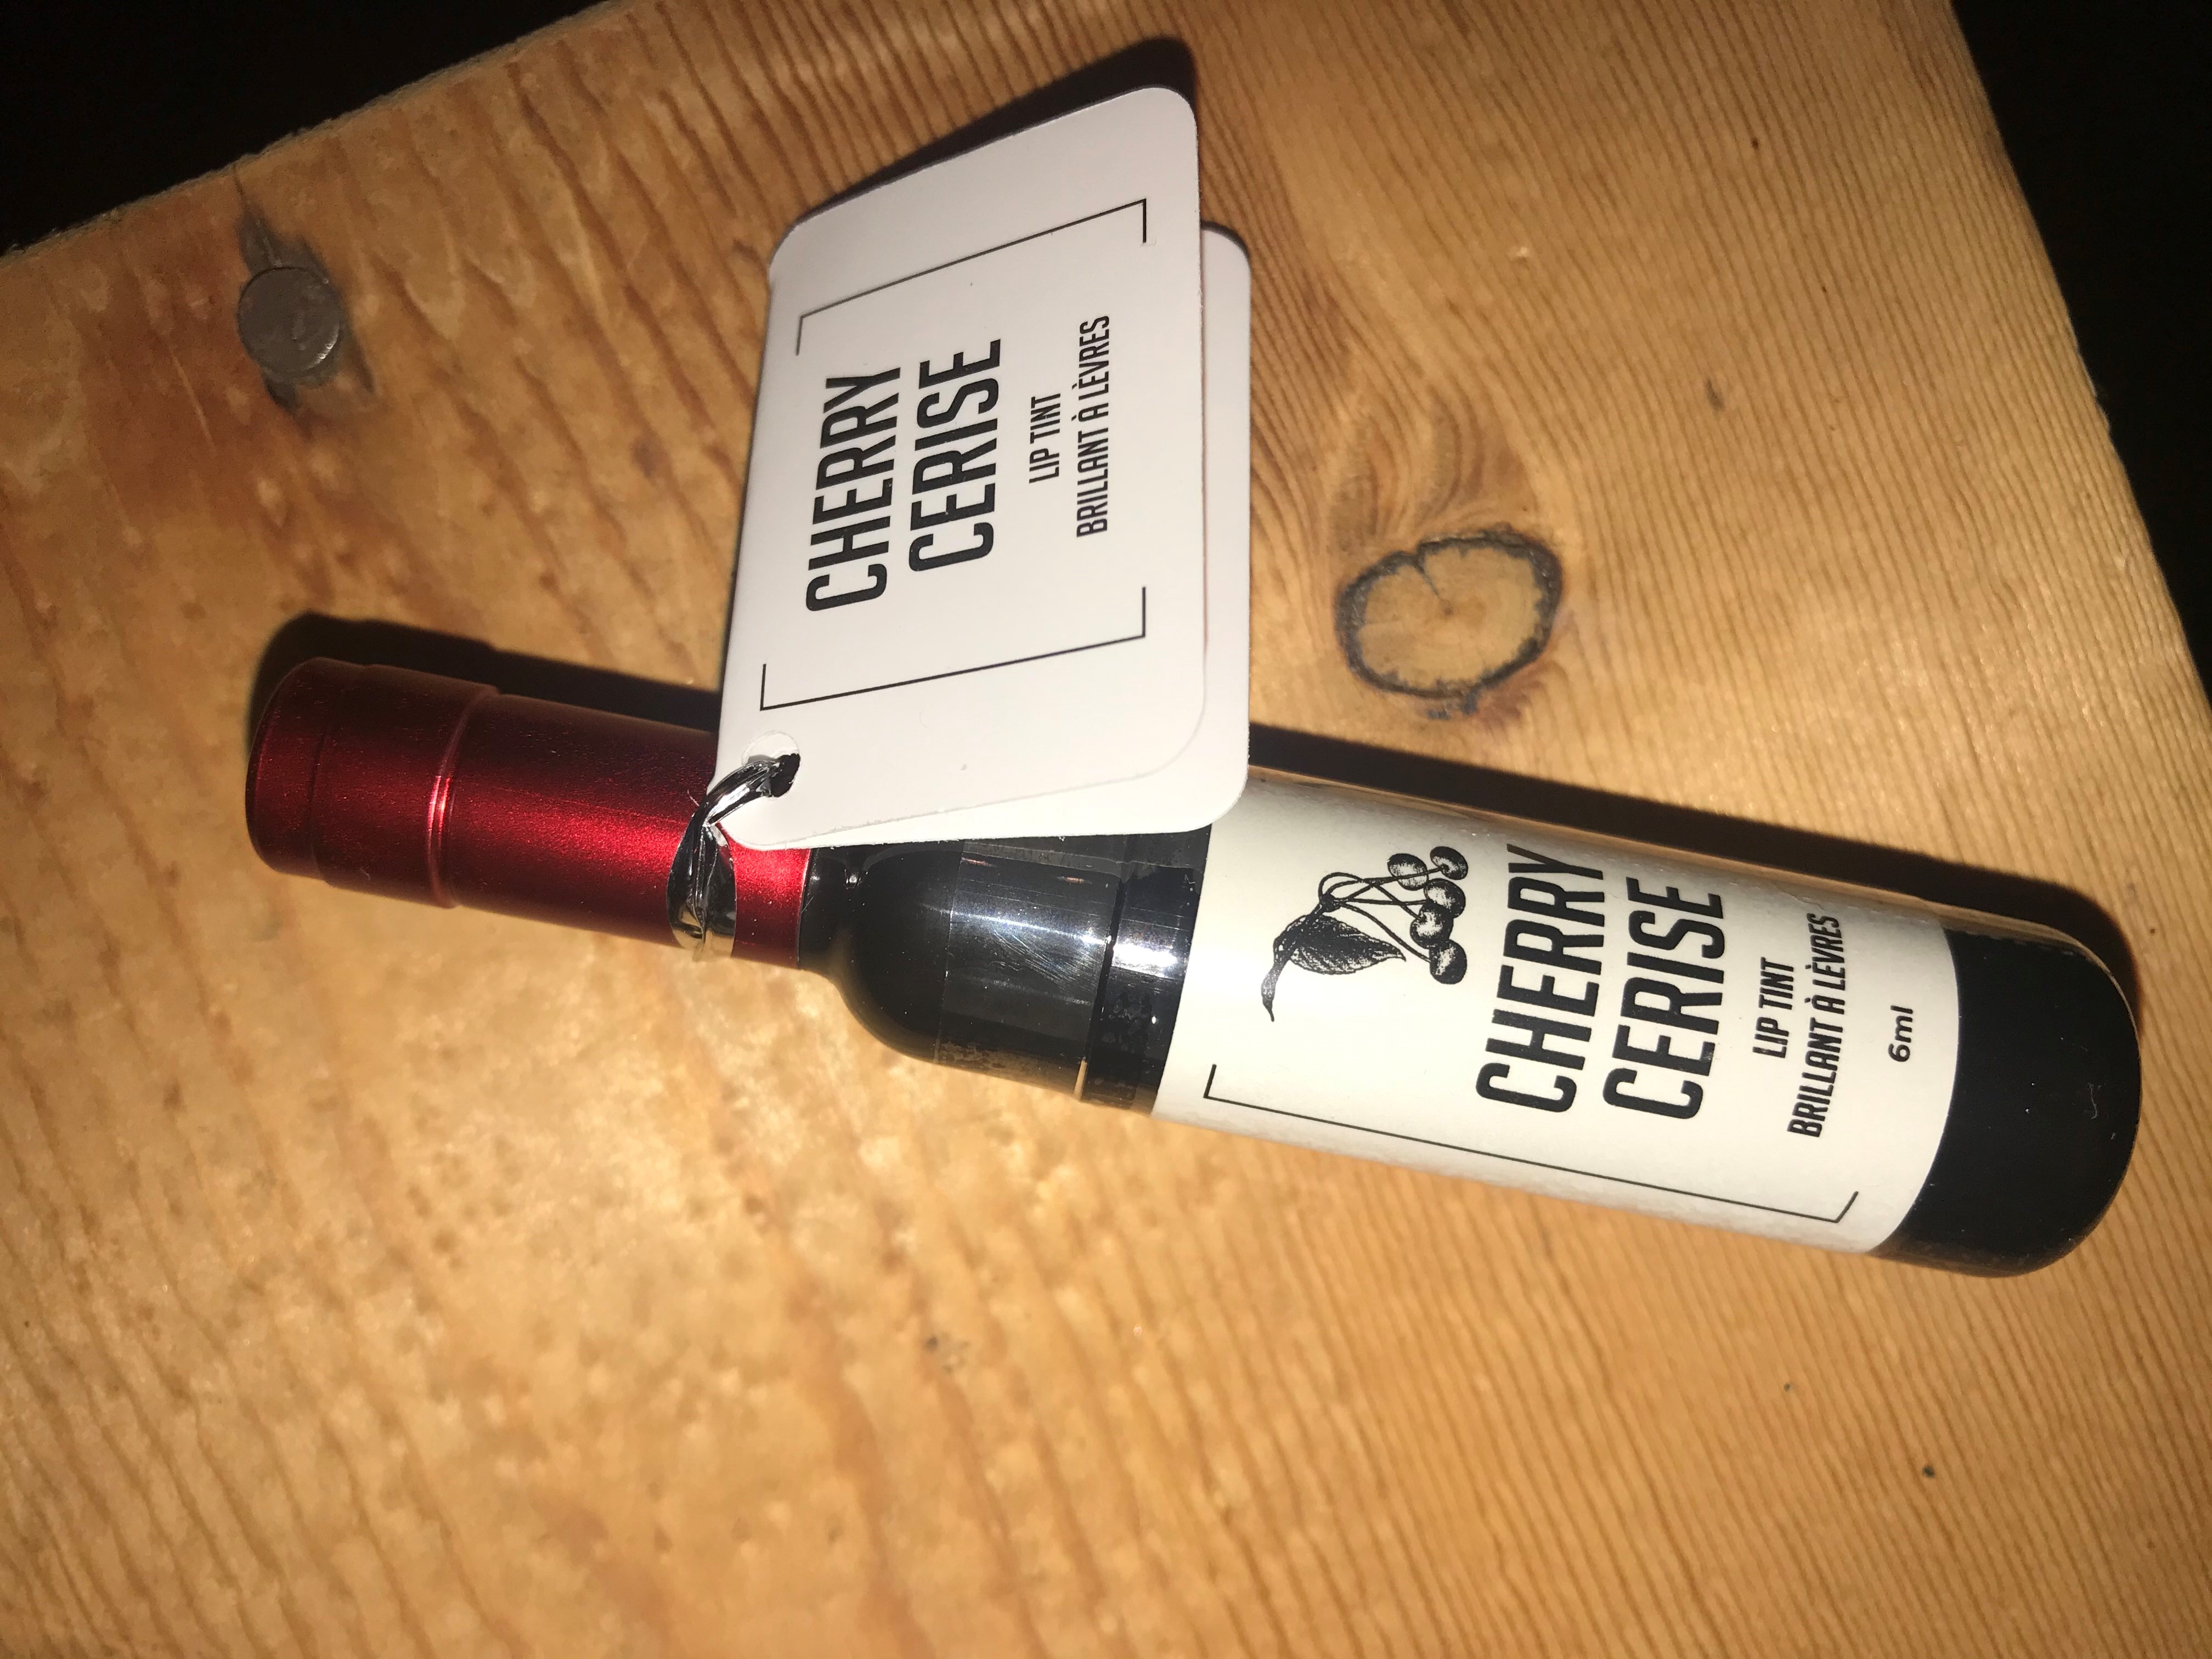 CHERRY
CERISE
LIP TINT
BRILLANT À LÈVRES
CHERRY
CERISE
LIP TINT
BRILLANT À LÈVRES
6ml